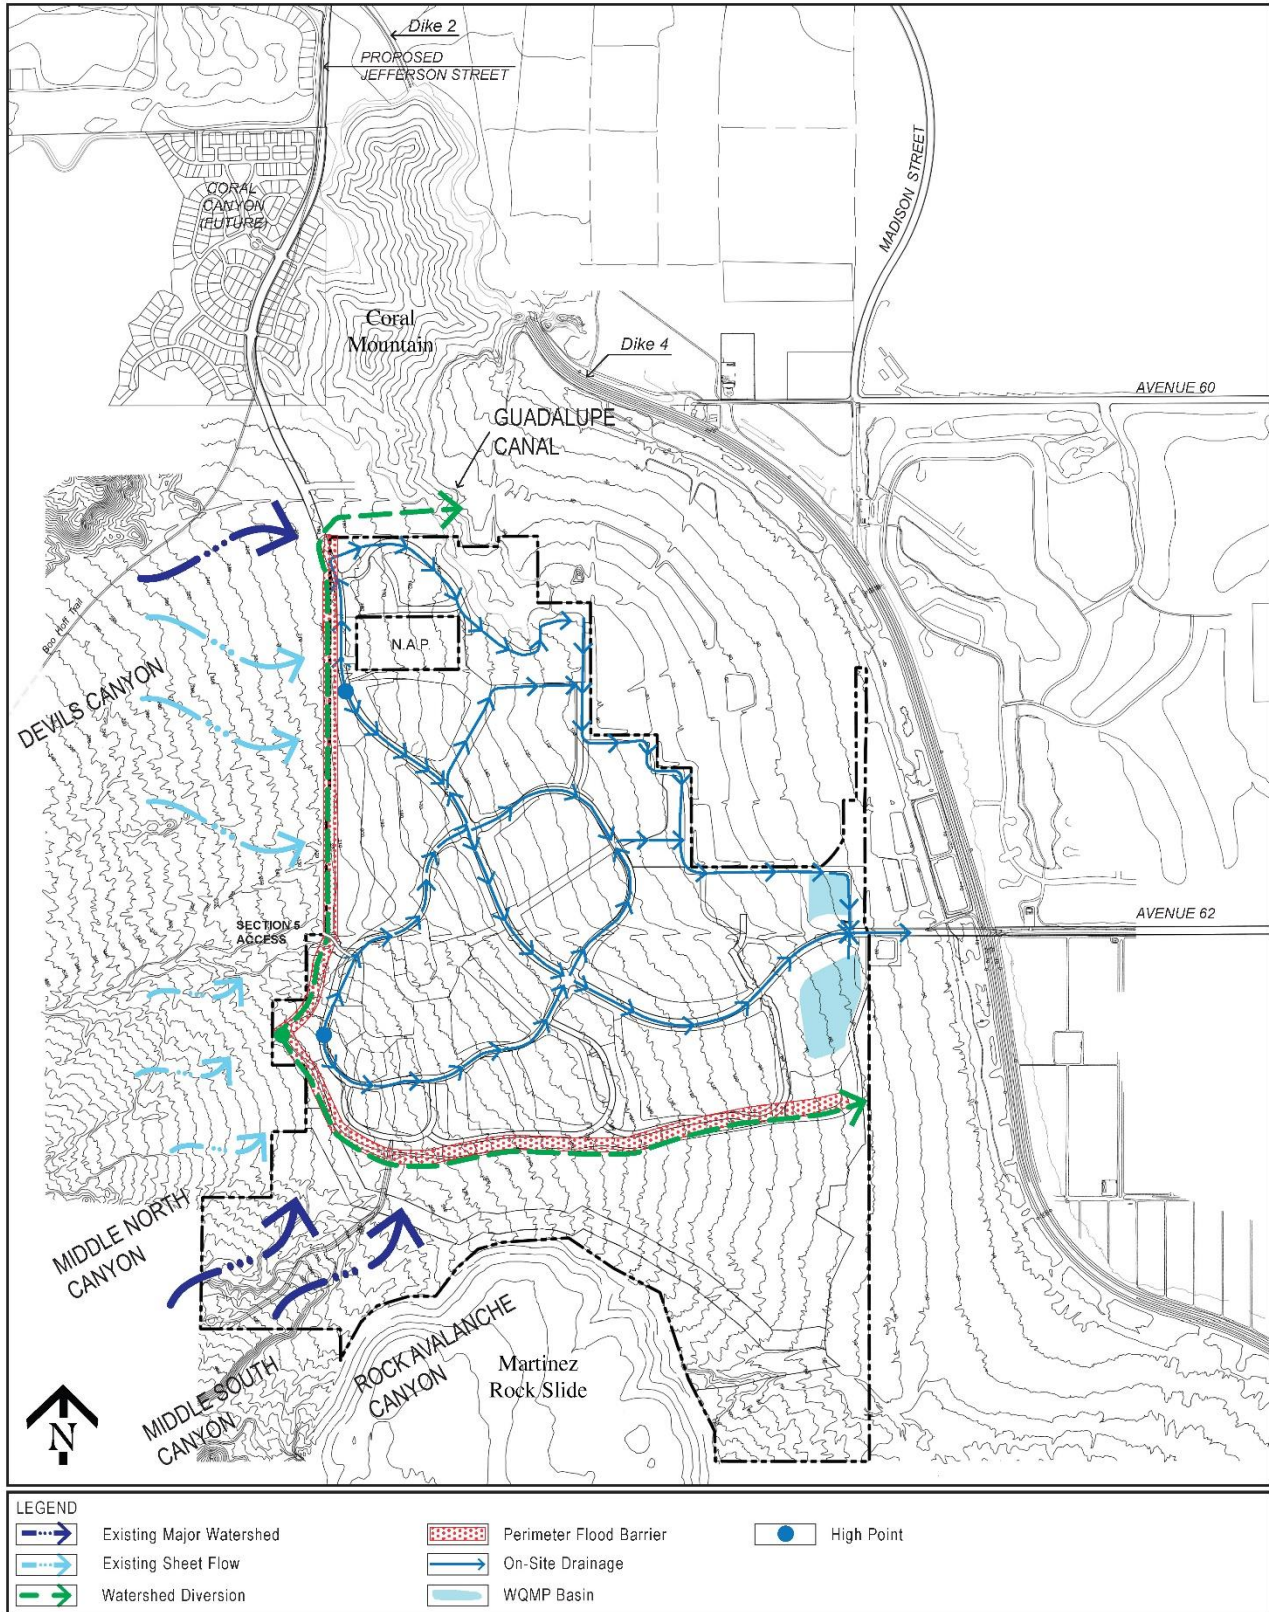 Dike 2
PROPOSED
JEFFERSON STREET
MADISON STREET
CORAL
CANYON
(FUTURE)
Coral
Mountain
Dike 4
AVENUE 60
GUADALUPE
CANAL
Boo Hoff Trail
N.A.P.
DEVILS CANYON
SECTION 5
ACCESS
AVENUE 62
MIDDLE NORTH
CANYON
MIDDLE SOUTH
CANYON
ROCK AVALANCHE
CANYON
Martinez
Rock Slide
N
LEGEND
Existing Major Watershed
Perimeter Flood Barrier
High Point
Existing Sheet Flow
On-Site Drainage
Watershed Diversion
WQMP Basin